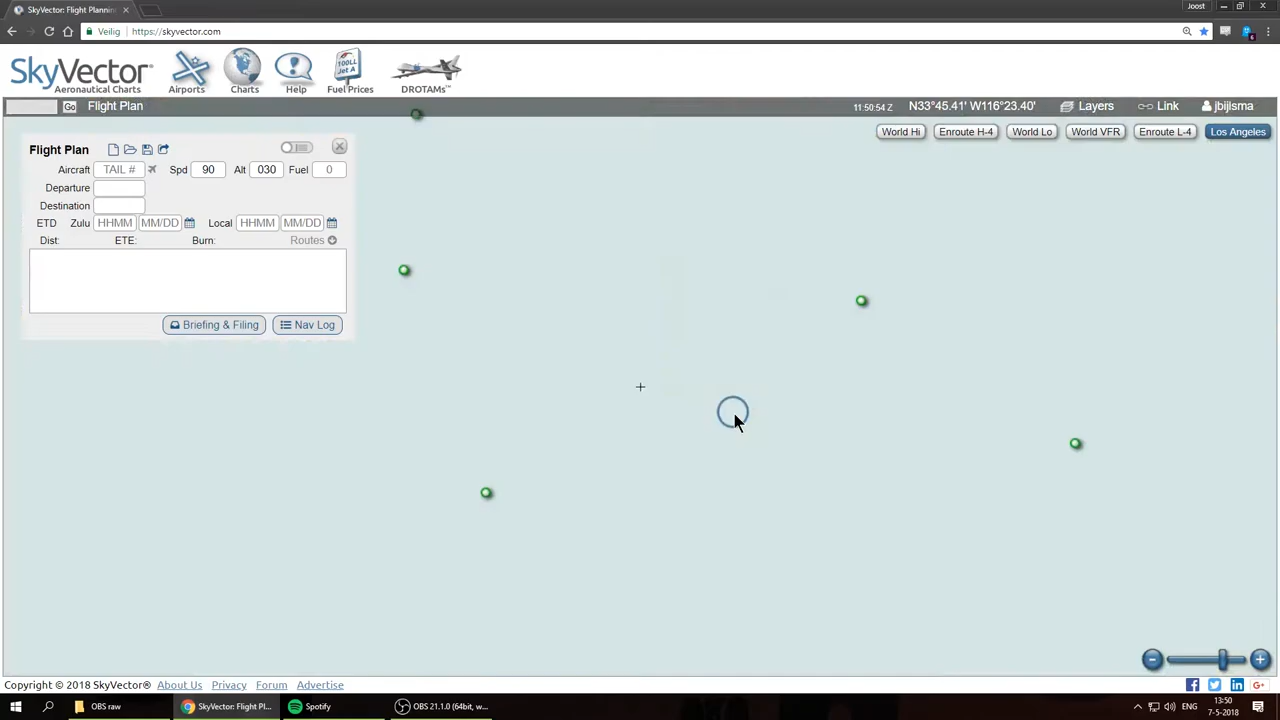 SkyVector: Flight Plannin
Joost
Veilig
https://skyvector.com
SkyVector
Aeronautical Charts
Airports
Charts
Help
100LL
Jet A
Fuel Prices
DROTAMs™
Go
Flight Plan
11:50:54 Z
N33°45.41' W116°23.40'
Layers
Link
jbijlsma
World Hi
Enroute H-4
World Lo
World VFR
Enroute L-4
Los Angeles
Flight Plan
Aircraft TAIL # Spd 90 Alt 030 Fuel 0
Departure
Destination
ETD Zulu HHMM MM/DD Local HHMM MM/DD
Dist: ETE: Burn: Routes
Briefing & Filing
Nav Log
Copyright © 2018 SkyVector® About Us Privacy Forum Advertise
OBS raw
SkyVector: Flight Pl...
Spotify
OBS 21.1.0 (64bit, w...
ENG
13:50
7-5-2018